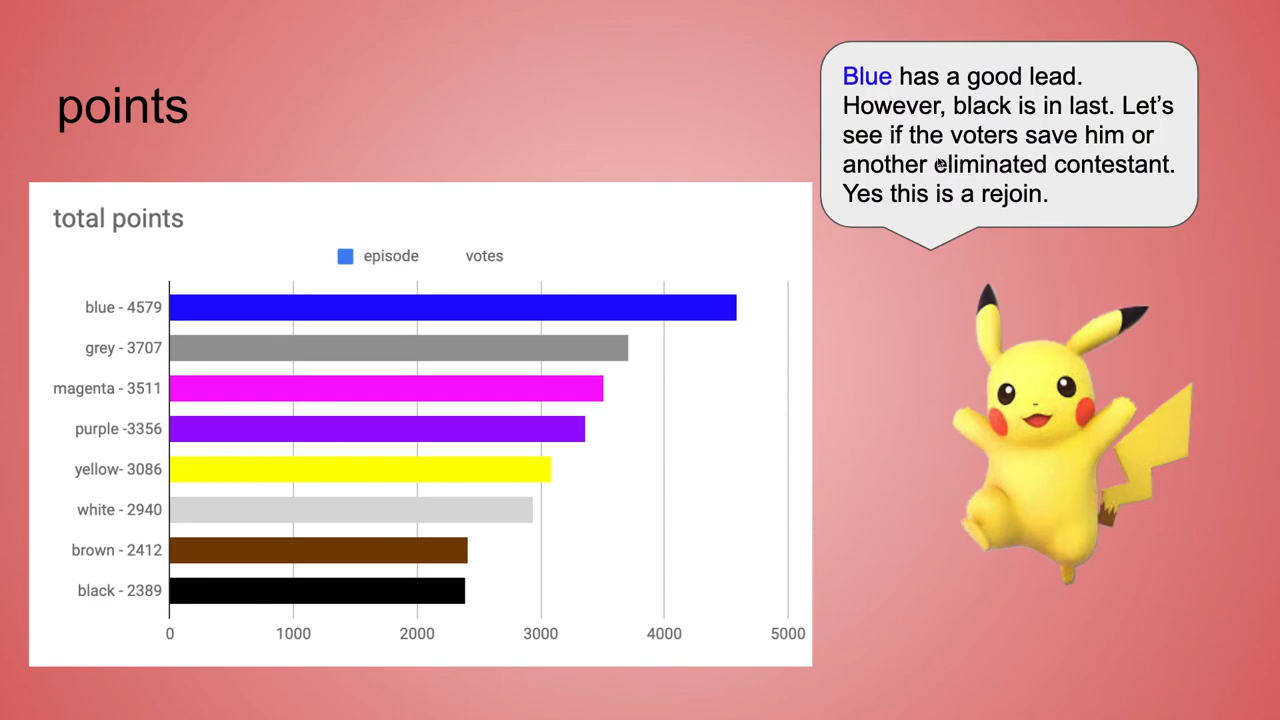 points
Blue has a good lead.
However, black is in last. Let’s
see if the voters save him or
another eliminated contestant.
Yes this is a rejoin.
total points
episode votes
blue - 4579
grey - 3707
magenta - 3511
purple -3356
yellow- 3086
white - 2940
brown - 2412
black - 2389
0 1000 2000 3000 4000 5000